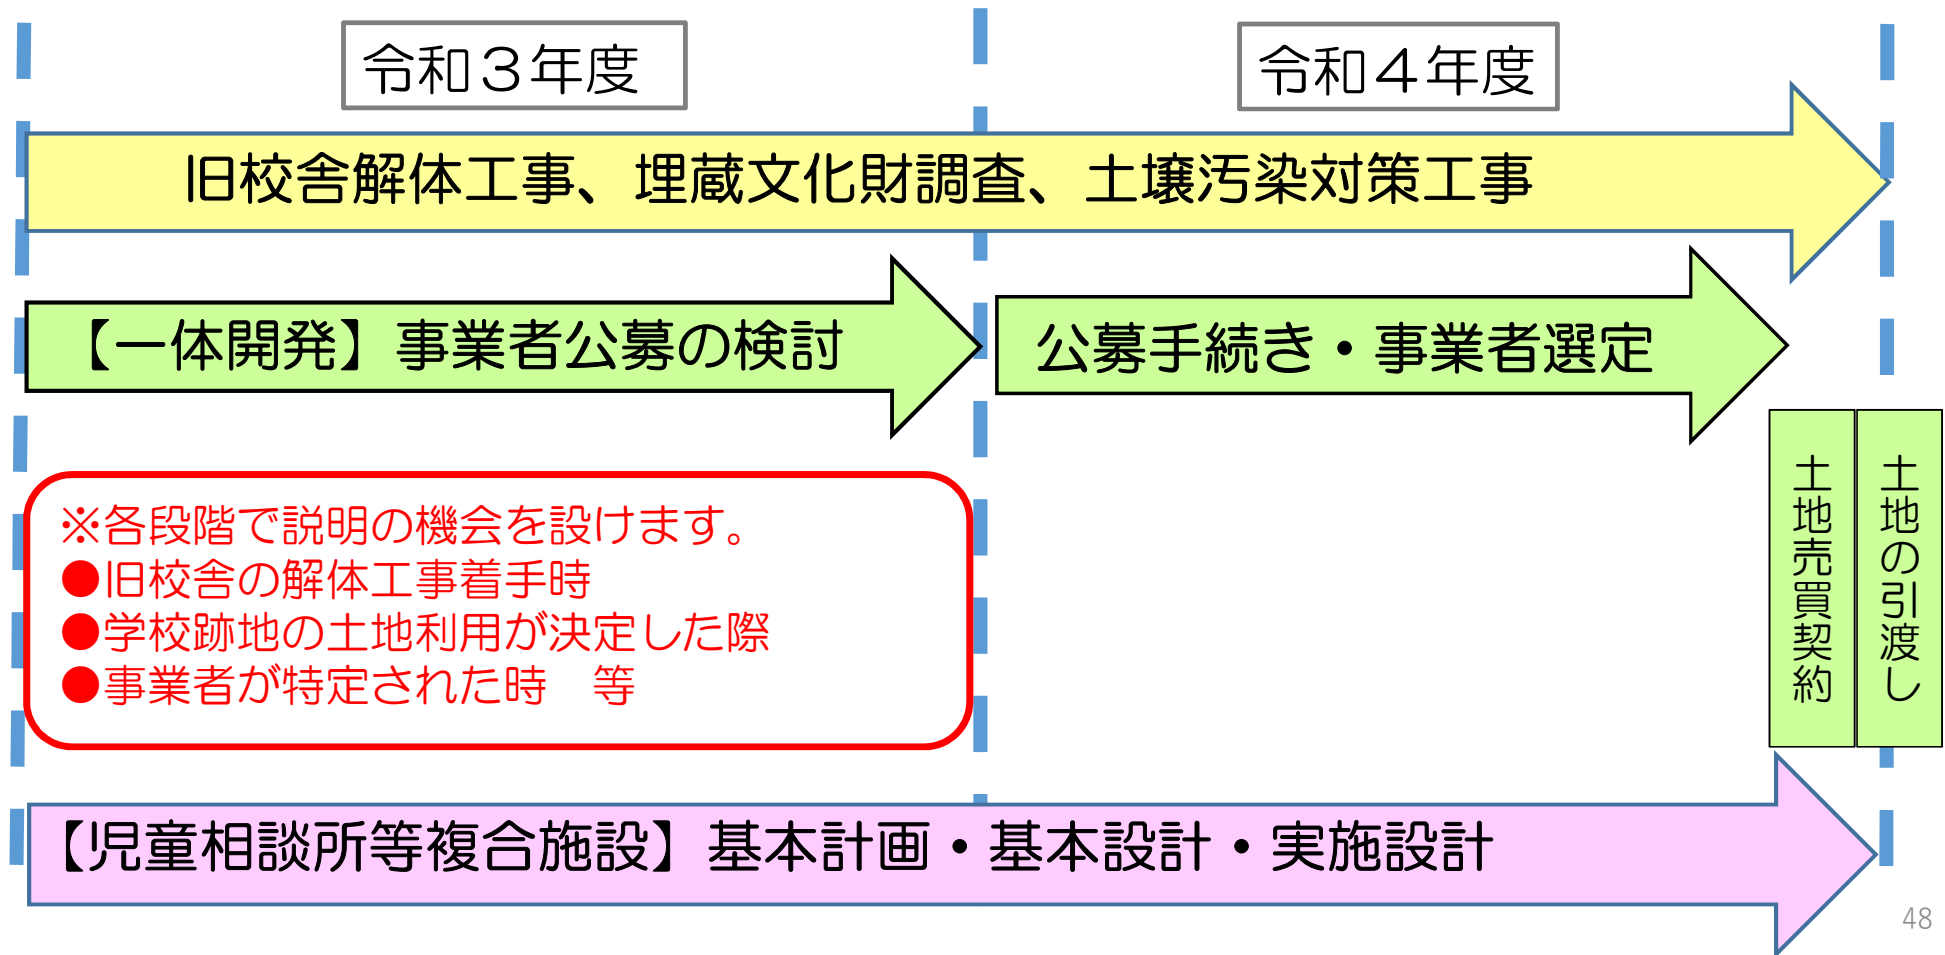 令和３年度
令和４年度
旧校舎解体工事、埋蔵文化財調査、土壌汚染対策工事
【一体開発】事業者公募の検討
公募手続き・事業者選定
※各段階で説明の機会を設けます。
●旧校舎の解体工事着手時
●学校跡地の土地利用が決定した際
●事業者が特定された時　等
土地売買契約
土地の引渡し
【児童相談所等複合施設】基本計画・基本設計・実施設計
48